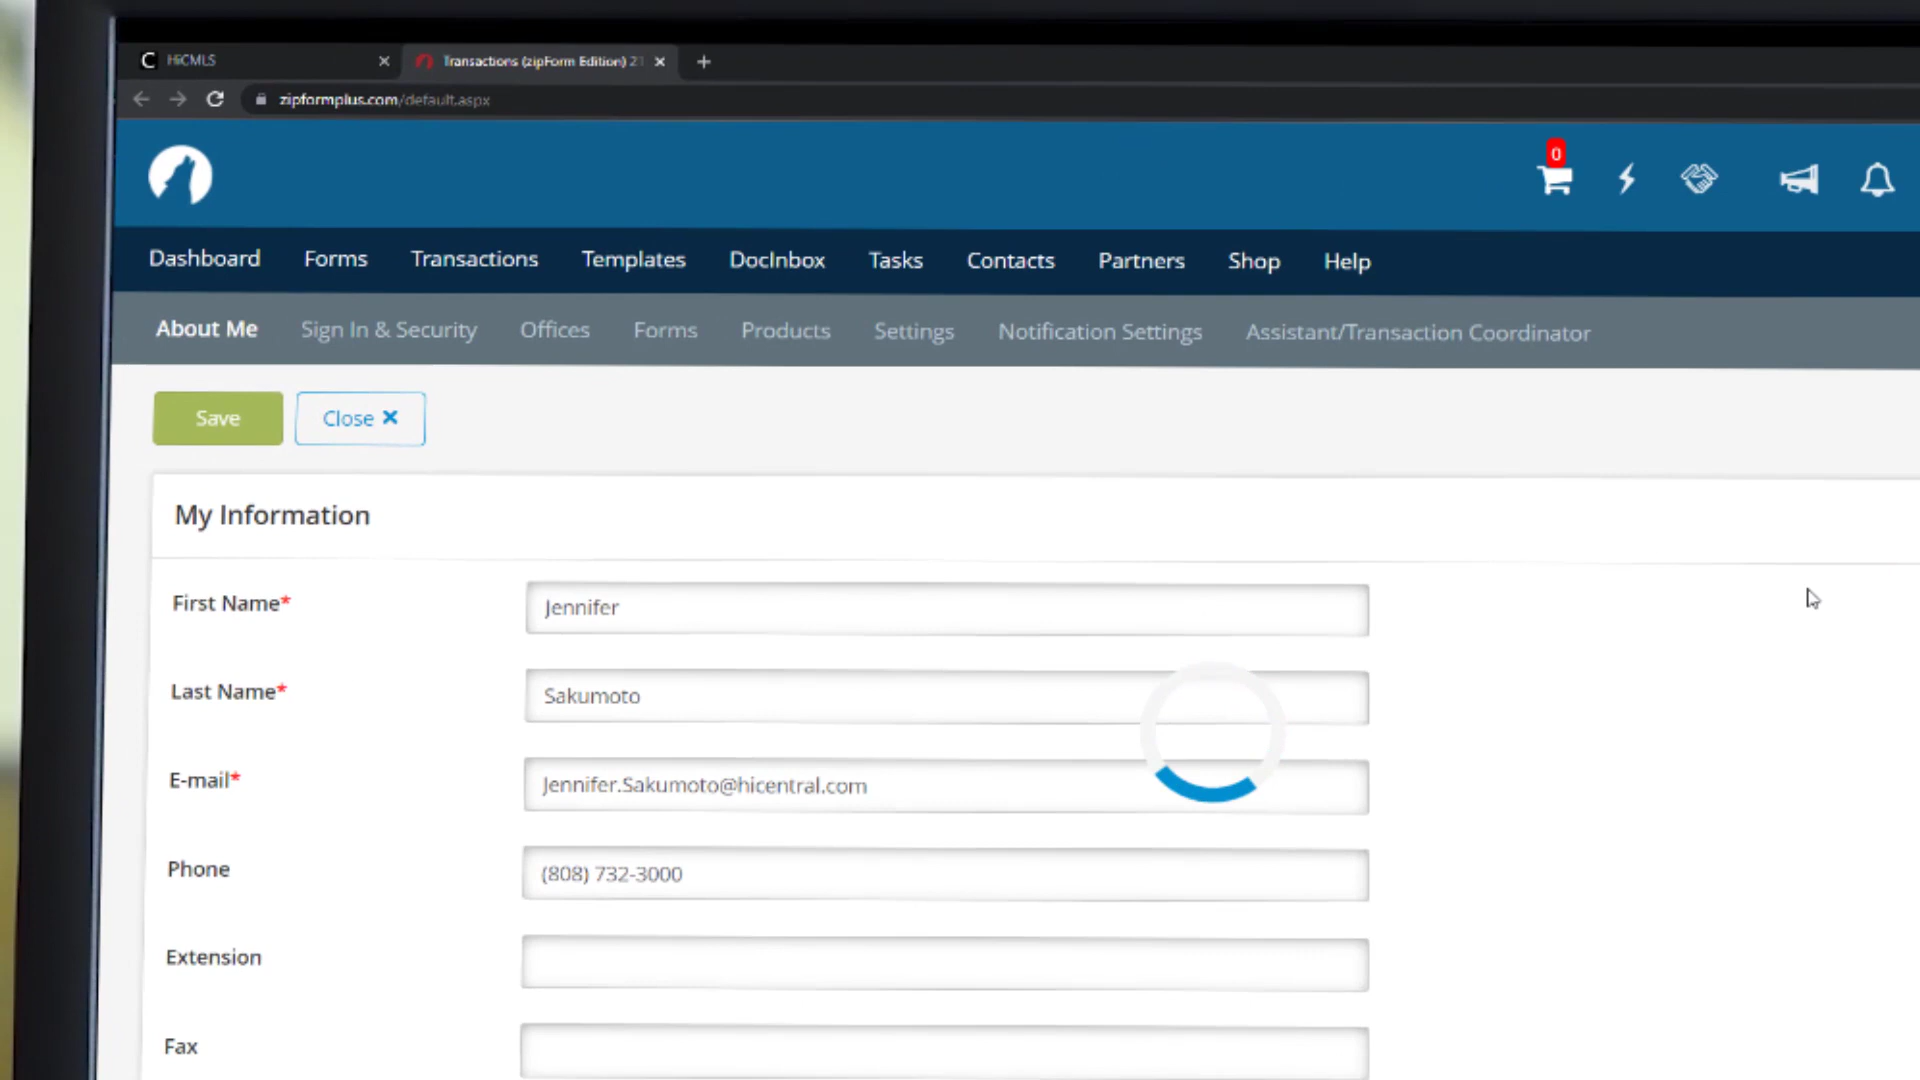 HiCMLS
Transactions (zipForm Edition) 21
zipformplus.com/default.aspx
0
Dashboard Forms Transactions Templates DocInbox Tasks Contacts Partners Shop Help
About Me Sign In & Security Offices Forms Products Settings Notification Settings Assistant/Transaction Coordinator
Save Close
My Information
First Name* Jennifer
Last Name* Sakumoto
E-mail* Jennifer.Sakumoto@hicentral.com
Phone (808) 732-3000
Extension
Fax